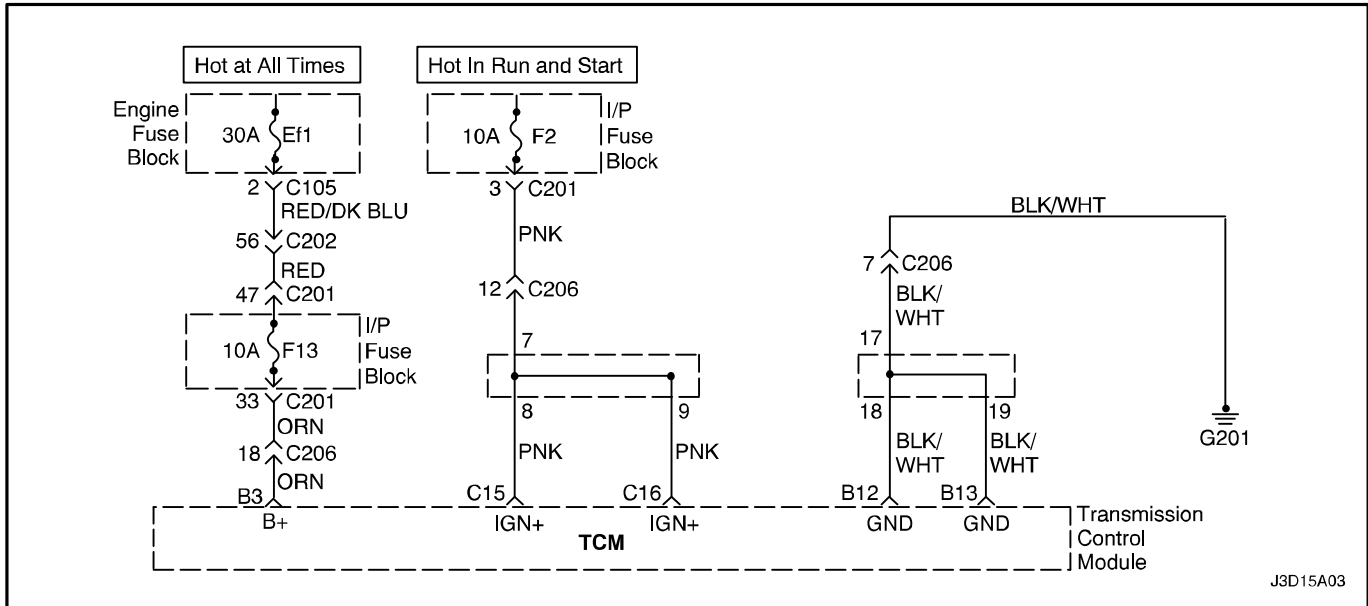 Hot at All Times
Hot In Run and Start
Engine
Fuse
Block
30A Ef1
10A F2
I/P
Fuse
Block
2 C105
RED/DK BLU
3 C201
PNK
56 C202
RED
47 C201
12 C206
BLK/WHT
7 C206
BLK/
WHT
10A F13
I/P
Fuse
Block
7
17
33 C201
ORN
8
9
18
19
G201
18 C206
ORN
PNK
PNK
BLK/
WHT
BLK/
WHT
B3
C15
C16
B12
B13
B+
IGN+
IGN+
GND
GND
TCM
Transmission
Control
Module
J3D15A03